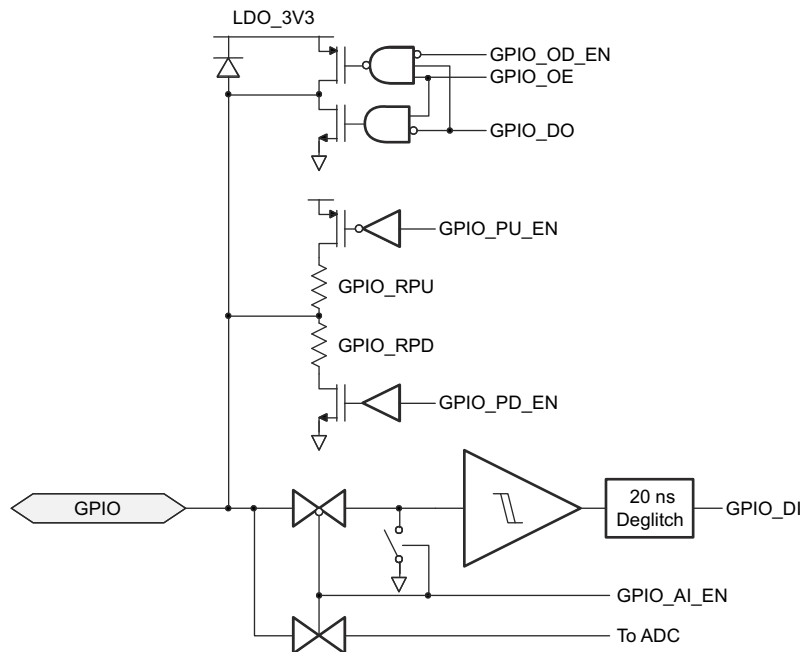 LDO_3V3
GPIO_OD_EN
GPIO_OE
GPIO_DO
GPIO_PU_EN
GPIO_RPU
GPIO_RPD
GPIO_PD_EN
GPIO
20 ns
Deglitch
GPIO_DI
GPIO_AI_EN
To ADC